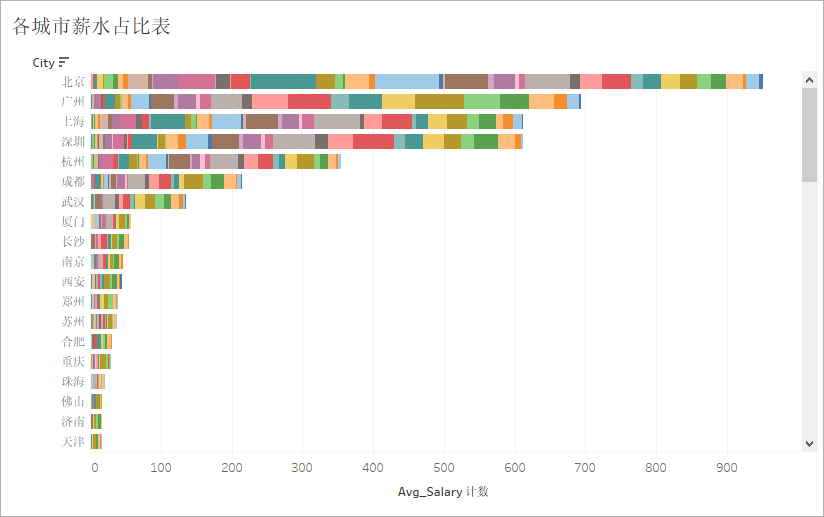 各城市薪水占比表
City
北京
广州
上海
深圳
杭州
成都
武汉
厦门
长沙
南京
西安
郑州
苏州
合肥
重庆
珠海
佛山
济南
天津
0 100 200 300 400 500 600 700 800 900
Avg_Salary 计数